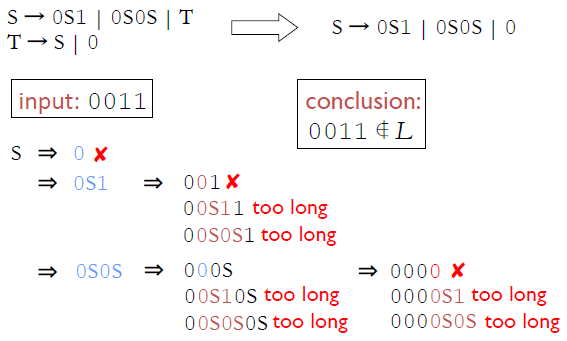 S → 0S1 | 0S0S | T
T → S | 0
S → 0S1 | 0S0S | 0
input: 0011
conclusion:
0011 ∉ L
S ⇒ 0 ✘
⇒ 0S1 ⇒ 001 ✘
00S11 too long
00S0S1 too long
⇒ 0S0S ⇒ 000S ⇒ 0000 ✘
00S10S too long 0000S1 too long
00S0S0S too long 0000S0S too long